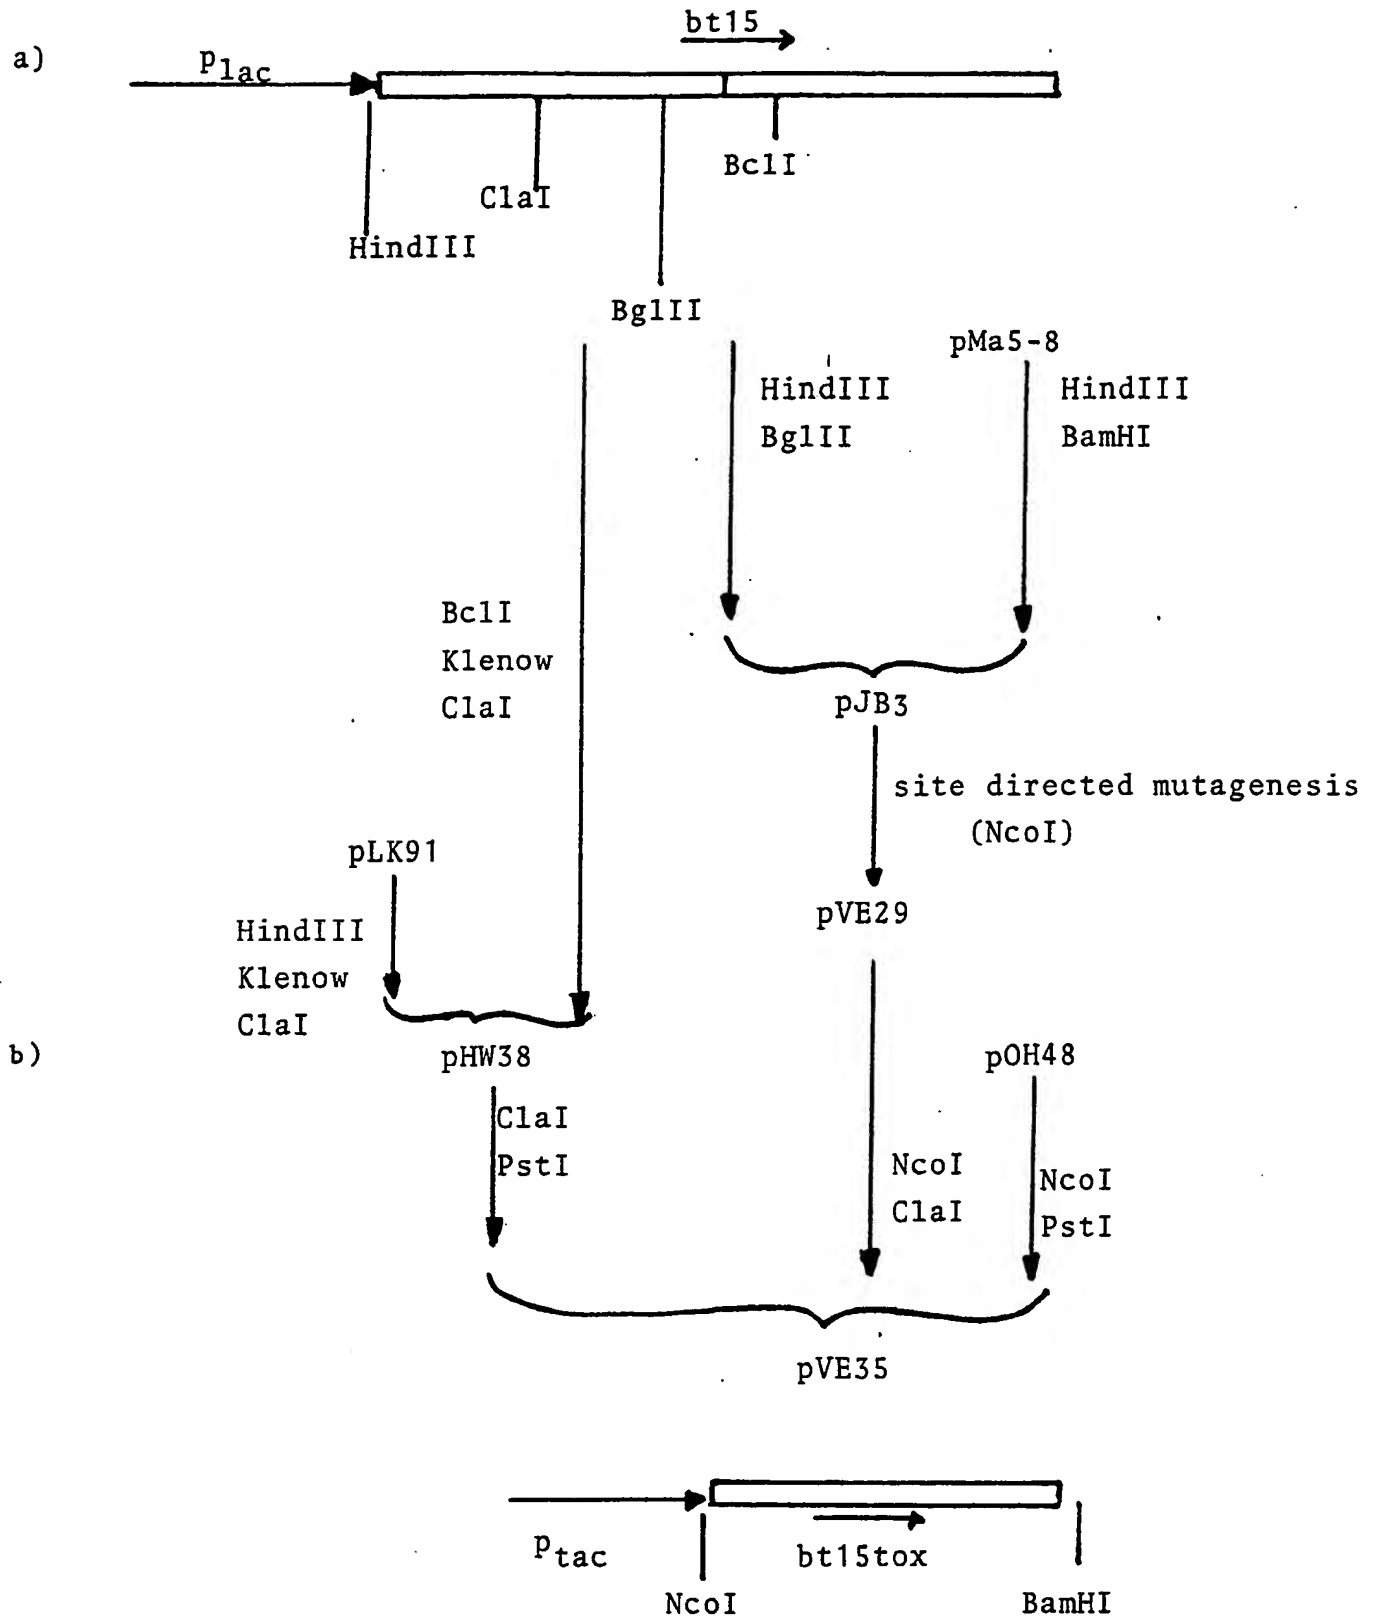 a)
bt15
Plac
BclI
ClaI
HindIII
BglII
pMa5-8
HindIII
BglII
HindIII
BamHI
BclI
Klenow
ClaI
pJB3
site directed mutagenesis
(NcoI)
pLK91
pVE29
HindIII
Klenow
ClaI
b)
pHW38
pOH48
ClaI
PstI
NcoI
ClaI
NcoI
PstI
pVE35
Ptac
bt15tox
NcoI
BamHI